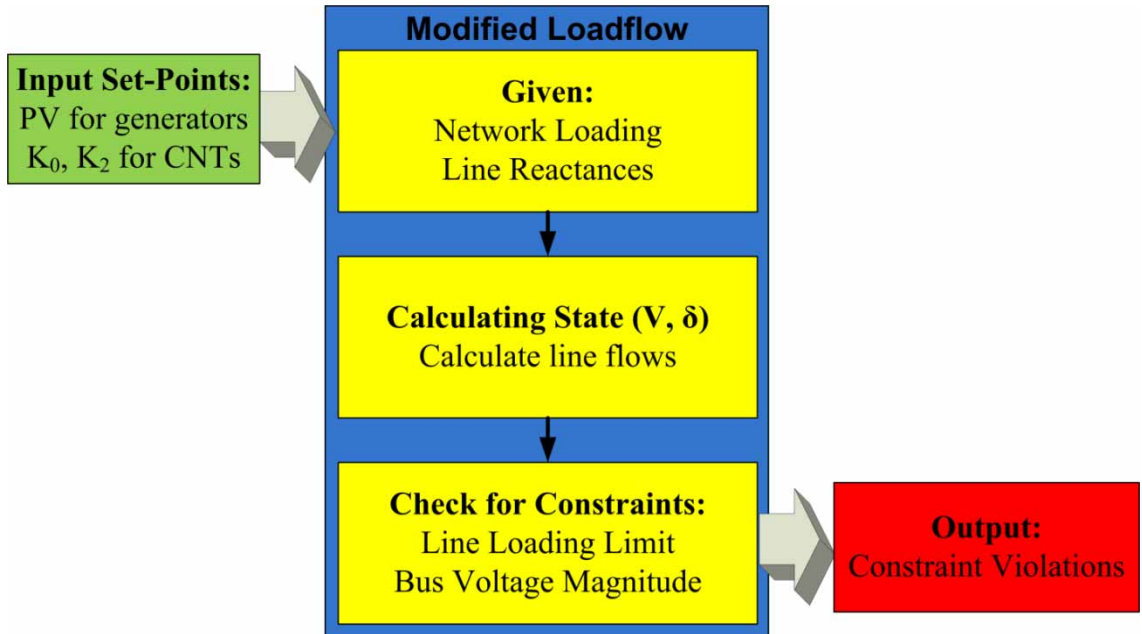 Modified Loadflow
Input Set-Points:
PV for generators
K₀, K₂ for CNTs
Given:
Network Loading
Line Reactances
Calculating State (V, δ)
Calculate line flows
Check for Constraints:
Line Loading Limit
Bus Voltage Magnitude
Output:
Constraint Violations